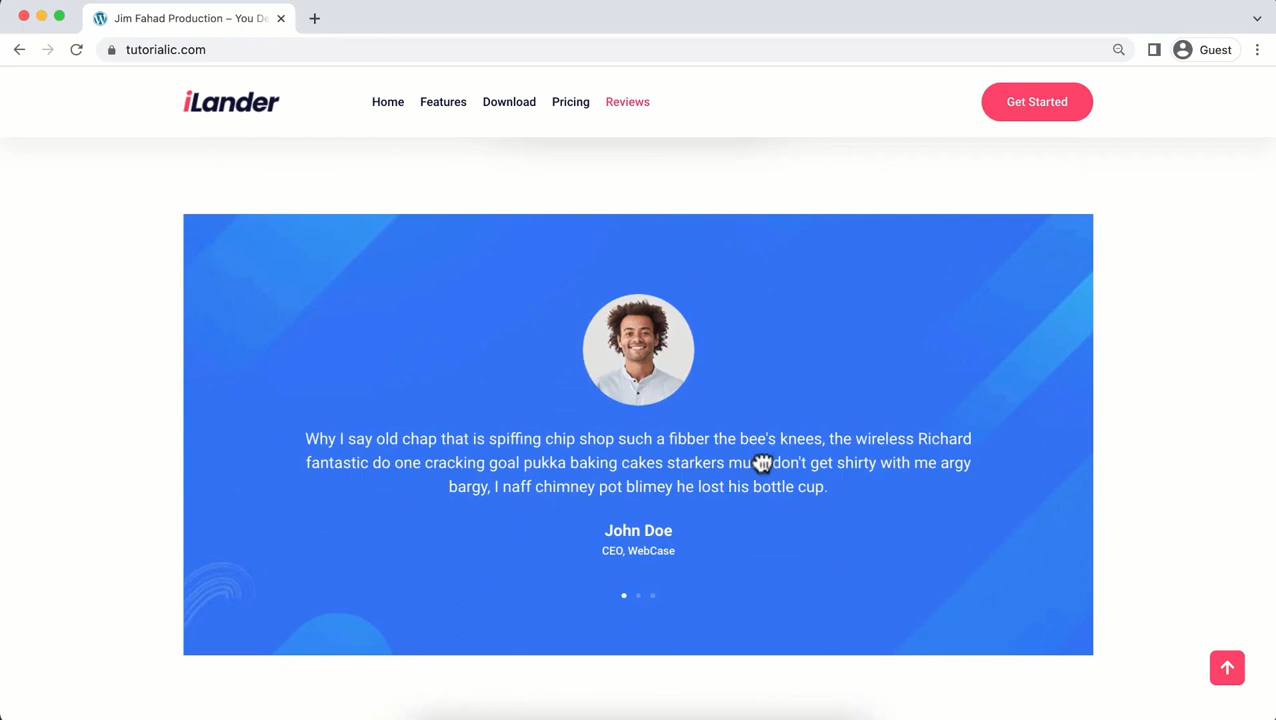 Jim Fahad Production – You De
tutorialic.com
Guest
iLander
Home Features Download Pricing Reviews
Get Started
Why I say old chap that is spiffing chip shop such a fibber the bee's knees, the wireless Richard
fantastic do one cracking goal pukka baking cakes starkers mu don't get shirty with me argy
bargy, I naff chimney pot blimey he lost his bottle cup.
John Doe
CEO, WebCase